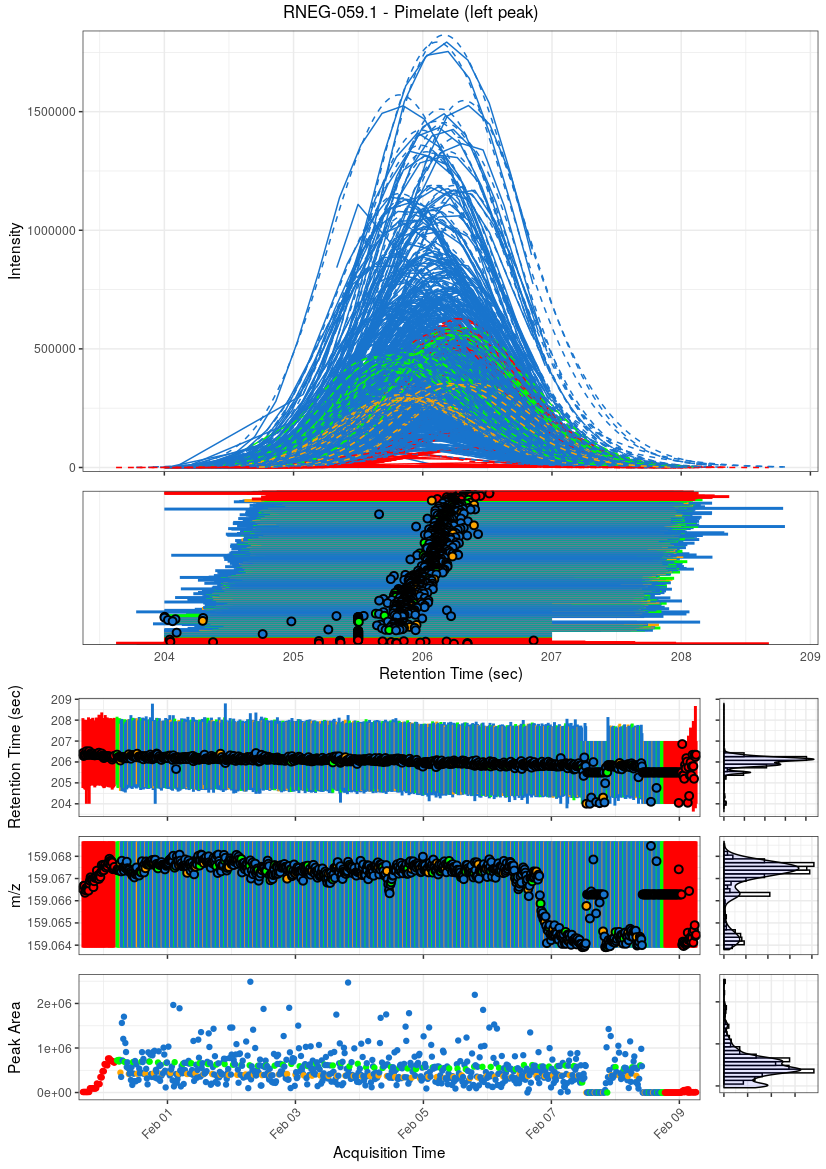 RNEG-059.1 - Pimelate (left peak)
Intensity
1500000
1000000
500000
0
204 205 206 207 208 209
Retention Time (sec)
Retention Time (sec)
209
208
207
206
205
204
m/z
159.068
159.067
159.066
159.065
159.064
Peak Area
2e+06
1e+06
0e+00
Feb 01 Feb 03 Feb 05 Feb 07 Feb 09
Acquisition Time